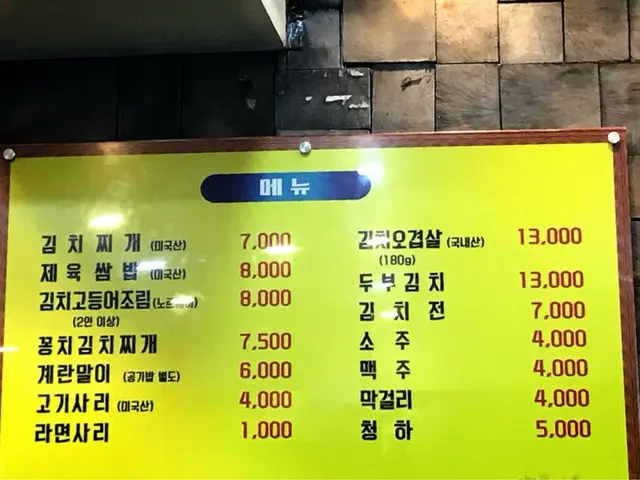 메뉴
김치찌개 (미국산) 7,000
제육쌈밥 (미국산) 8,000
김치고등어조림 (노르웨이) 8,000
(2인 이상)
꽁치김치찌개 7,500
계란말이 (공기밥 별도) 6,000
고기사리 (미국산) 4,000
라면사리 1,000
김치오겹살 (국내산) 13,000
(180g)
두부김치 13,000
김치전 7,000
소주 4,000
맥주 4,000
막걸리 4,000
청하 5,000